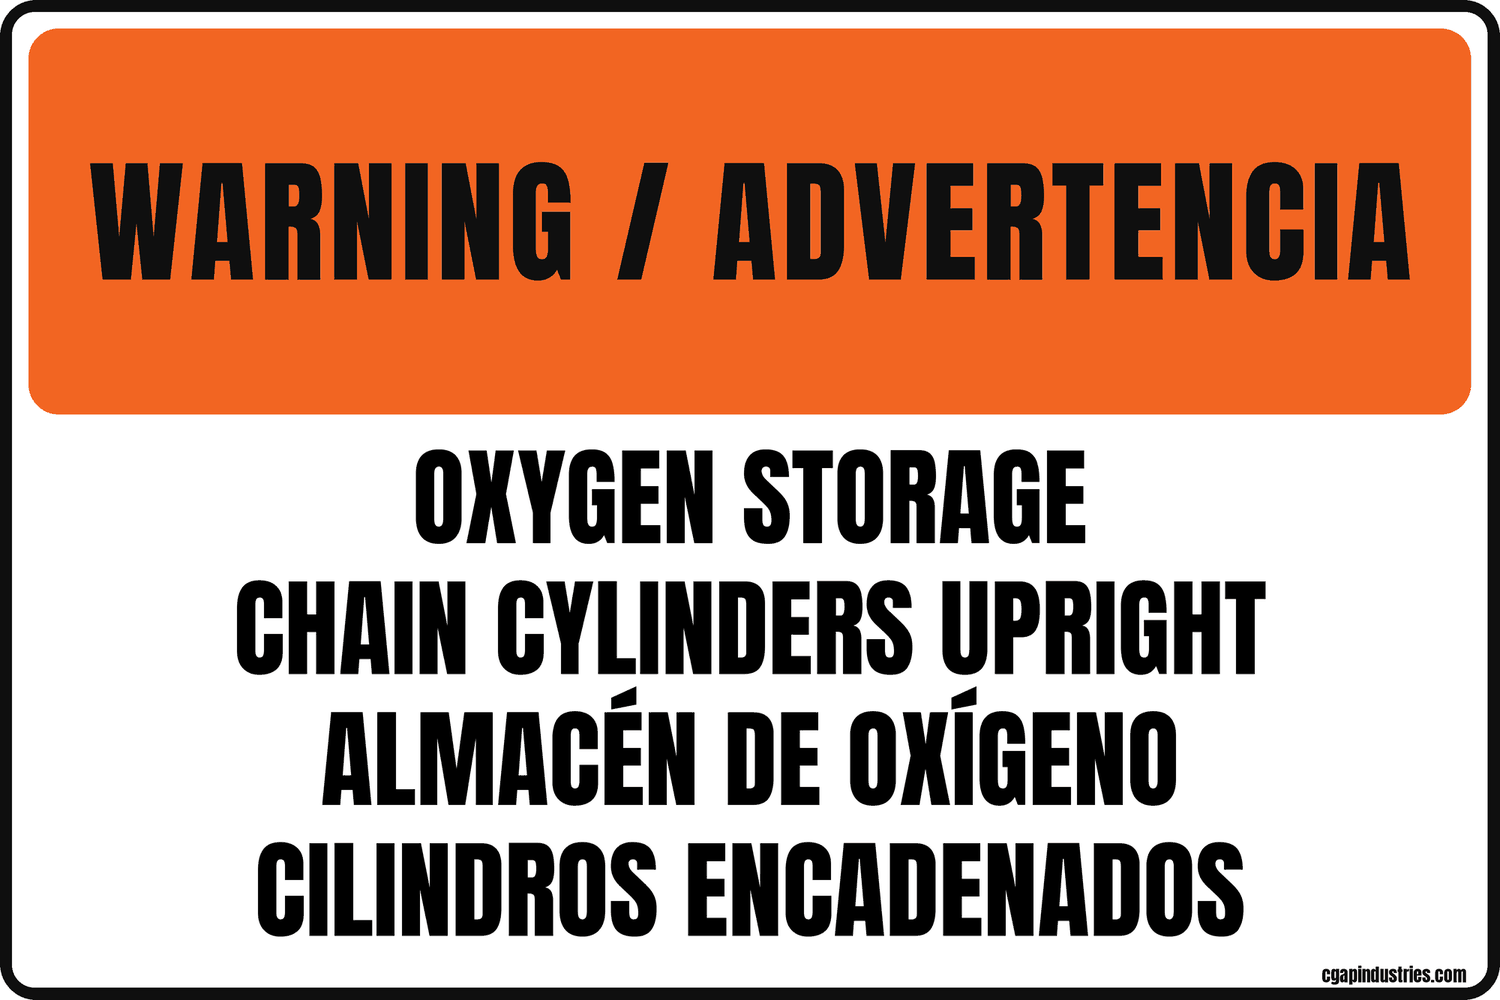 WARNING / ADVERTENCIA
OXYGEN STORAGE
CHAIN CYLINDERS UPRIGHT
ALMACÉN DE OXÍGENO
CILINDROS ENCADENADOS
cgapindustries.com